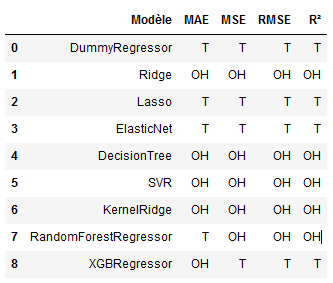 Modèle MAE MSE RMSE R²
0 DummyRegressor T T T T
1 Ridge OH OH OH OH
2 Lasso T T T T
3 ElasticNet T T T T
4 DecisionTree OH OH OH OH
5 SVR OH OH OH OH
6 KernelRidge OH OH OH OH
7 RandomForestRegressor T OH OH OH
8 XGBRegressor OH T T T